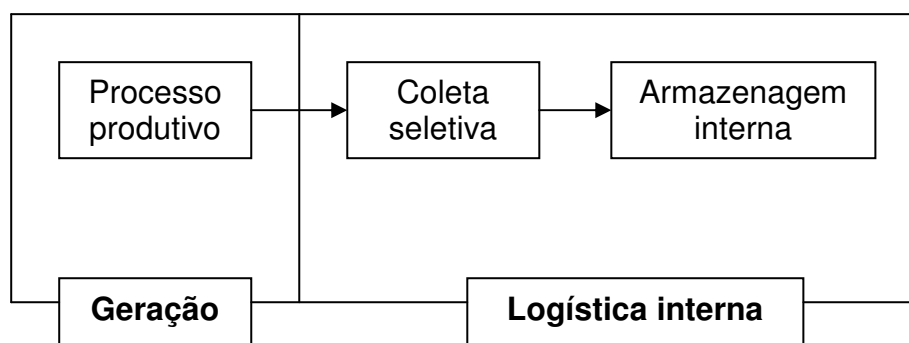 Processo
produtivo
Coleta
seletiva
Armazenagem
interna
Geração
Logística interna